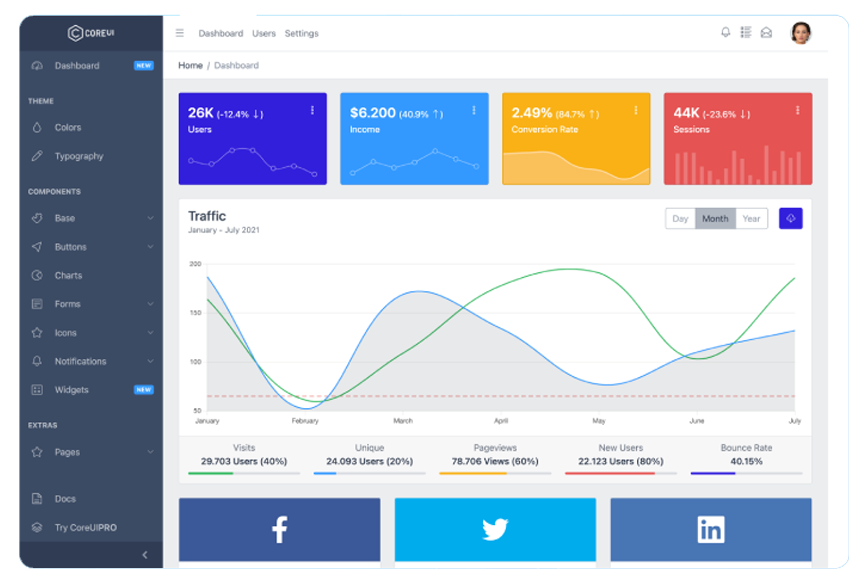 COREUI
Dashboard Users Settings
Dashboard NEW
Home / Dashboard
THEME
Colors
Typography
COMPONENTS
Base
Buttons
Charts
Forms
Icons
Notifications
Widgets NEW
EXTRAS
Pages
Docs
Try CoreUIPRO
26K (-12.4% ↓)
Users
$6.200 (40.9% ↑)
Income
2.49% (84.7% ↑)
Conversion Rate
44K (-23.6% ↓)
Sessions
Traffic
January - July 2021
Day Month Year
200
150
100
50
January February March April May June July
Visits
29.703 Users (40%)
Unique
24.093 Users (20%)
Pageviews
78.706 Views (60%)
New Users
22.123 Users (80%)
Bounce Rate
40.15%